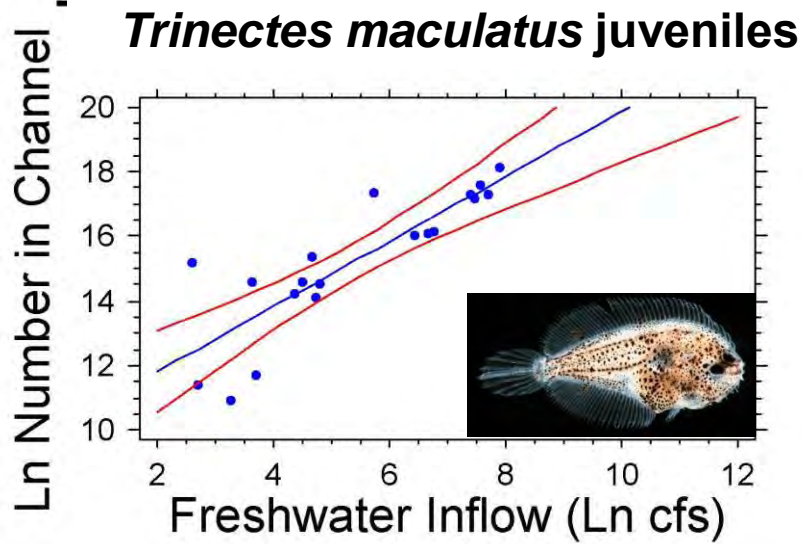 Trinectes maculatus juveniles
Ln Number in Channel
20
18
16
14
12
10
2 4 6 8 10 12
Freshwater Inflow (Ln cfs)